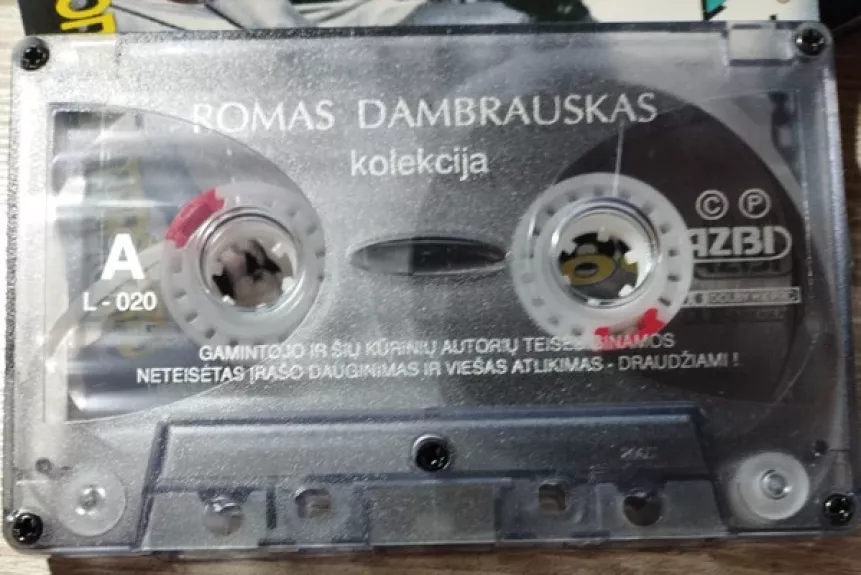 ROMAS DAMBRAUSKAS
kolekcija
© ℗
AZBI
A
L - 020
GAMINTOJO IR ŠIŲ KŪRINIŲ AUTORIŲ TEISĖS GINAMOS
NETEISĖTAS ĮRAŠO DAUGINIMAS IR VIEŠAS ATLIKIMAS - DRAUDŽIAMI !